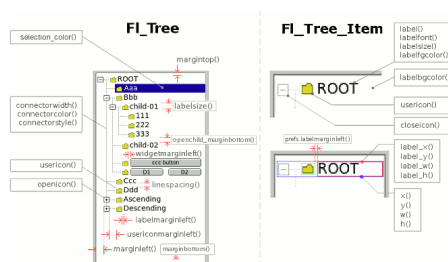 Fl_Tree
Fl_Tree_Item
selection_color()
margintop()
ROOT
Aaa
Bbb
child-01
labelsize()
111
222
333
openchild_marginbottom()
child-02
widgetmarginleft()
ccc button
D1
D2
Ccc
Ddd
linespacing()
Ascending
Descending
labelmarginleft()
usericonmarginleft()
marginleft()
marginbottom()
connectorwidth()
connectorcolor()
connectorstyle()
usericon()
openicon()
label()
labelfont()
labelsize()
labelfgcolor()
ROOT
labelbgcolor()
usericon()
closeicon()
prefs.labelmarginleft()
ROOT
label_x()
label_y()
label_w()
label_h()
x()
y()
w()
h()